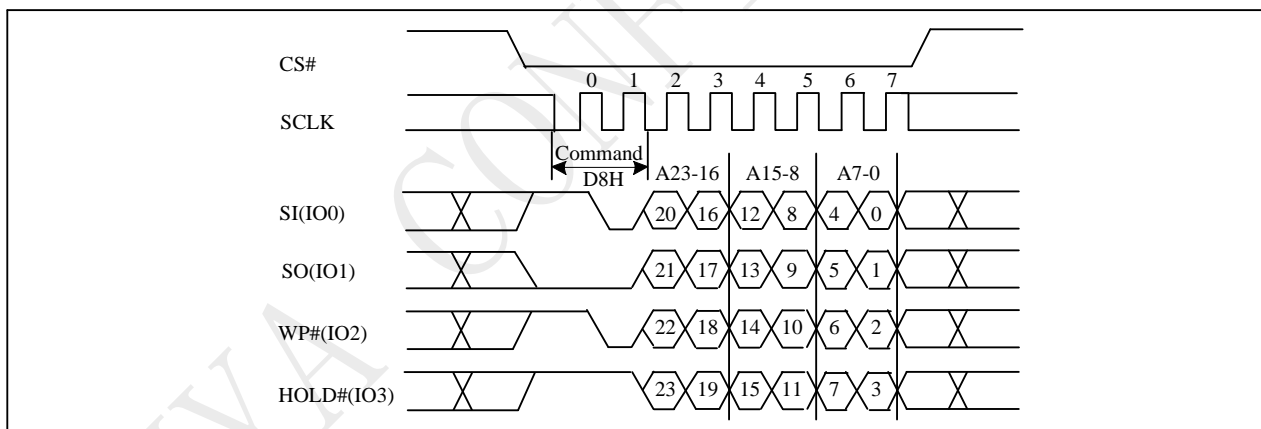 CS#
0 1 2 3 4 5 6 7
SCLK
Command
D8H
A23-16 A15-8 A7-0
SI(IO0)
20 16 12 8 4 0
SO(IO1)
21 17 13 9 5 1
WP#(IO2)
22 18 14 10 6 2
HOLD#(IO3)
23 19 15 11 7 3